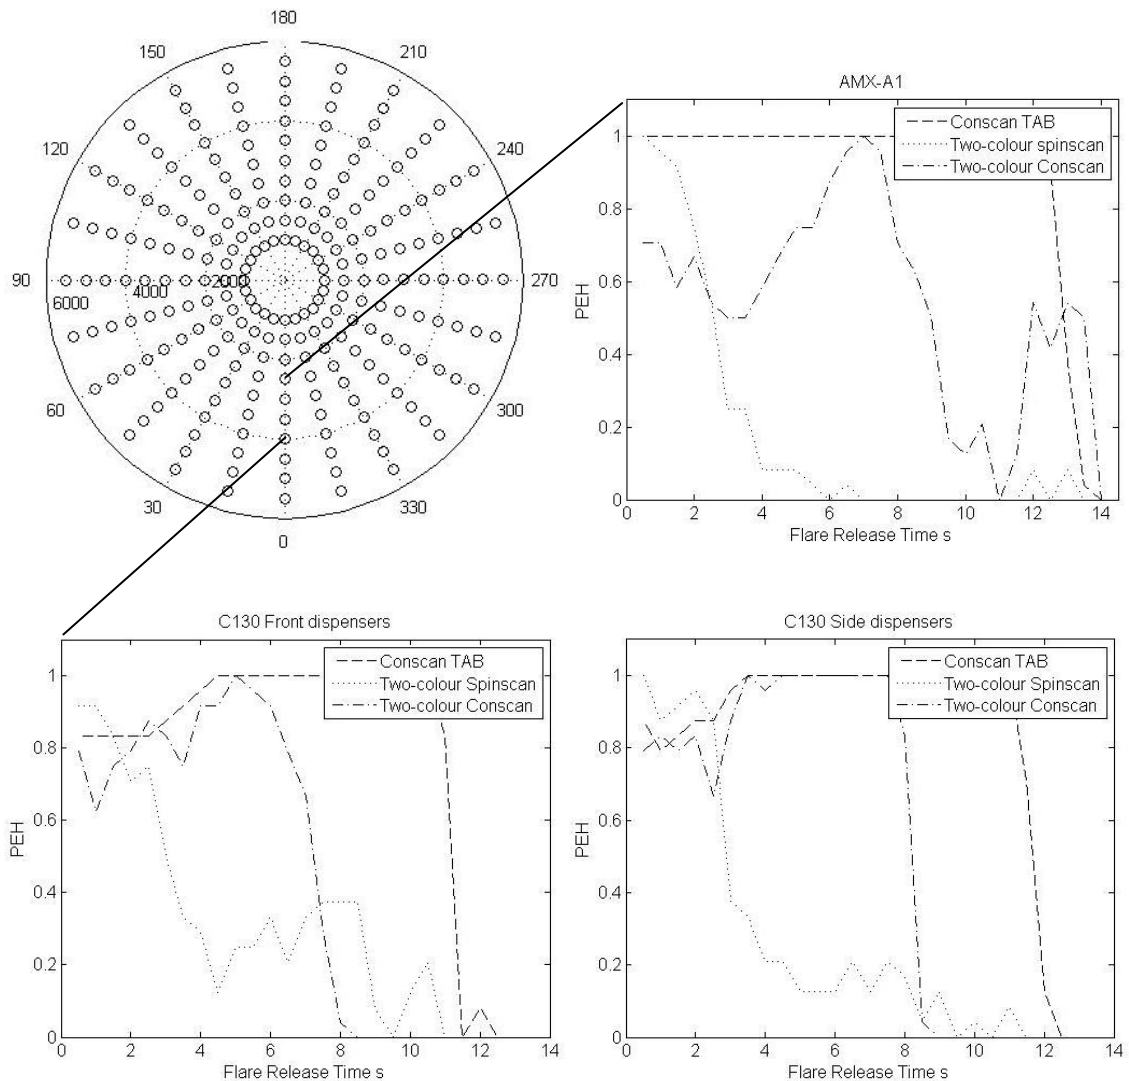 180
150
210
120
240
90
270
6000
4000
2000
60
300
30
330
0
AMX-A1
Conscan TAB
Two-colour spinscan
Two-colour Conscan
1
0.8
0.6
0.4
0.2
0
PEH
0 2 4 6 8 10 12 14
Flare Release Time s
C130 Front dispensers
Conscan TAB
Two-colour Spinscan
Two-colour Conscan
1
0.8
0.6
0.4
0.2
0
PEH
0 2 4 6 8 10 12 14
Flare Release Time s
C130 Side dispensers
Conscan TAB
Two-colour Spinscan
Two-colour Conscan
1
0.8
0.6
0.4
0.2
0
PEH
0 2 4 6 8 10 12 14
Flare Release Time s